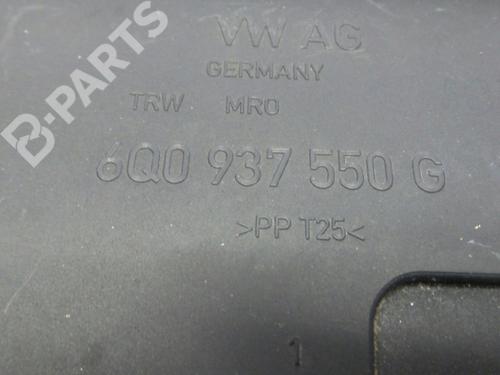 B-PARTS
VW AG
GERMANY
TRW MRO
6Q0 937 550 G
>PP T25<
1